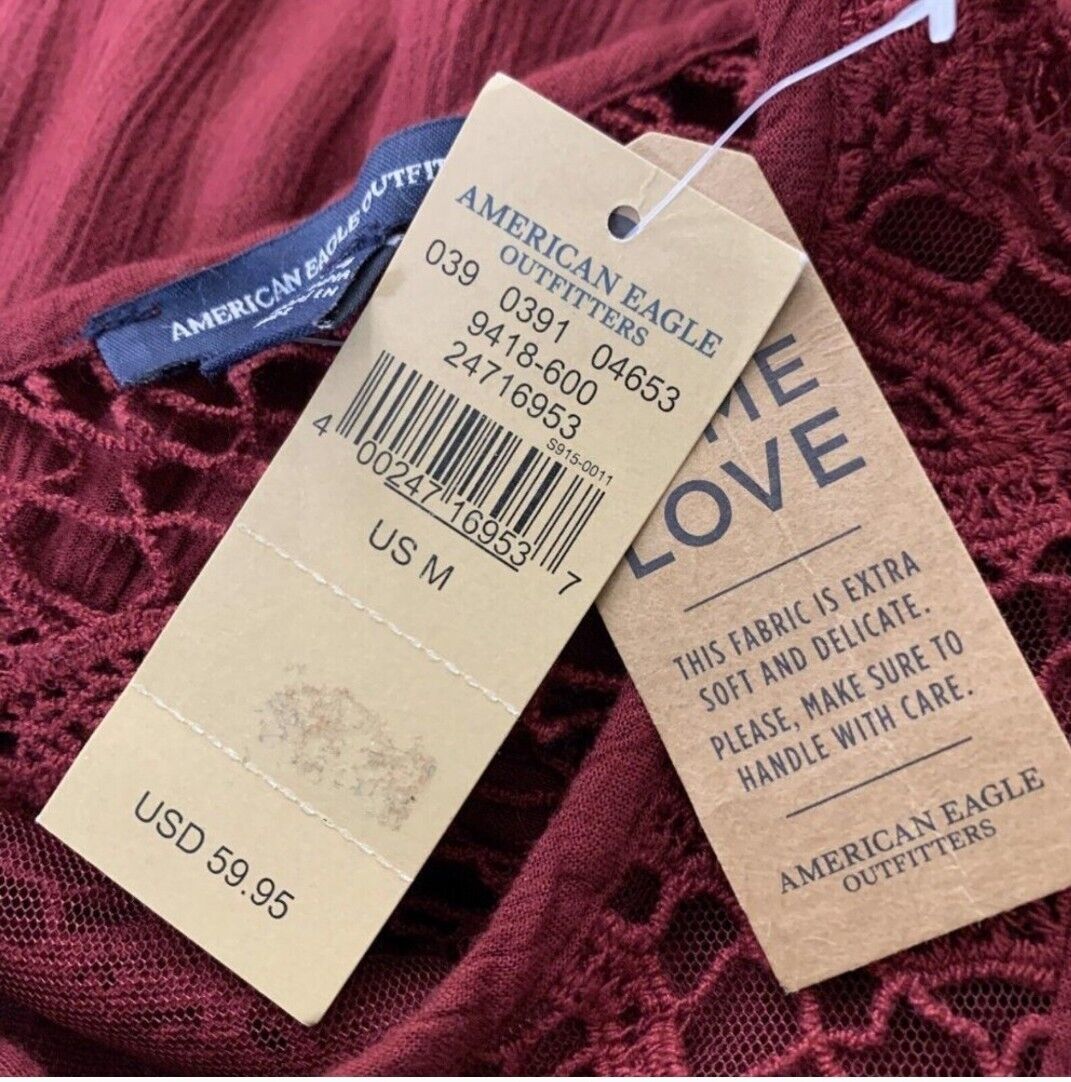 AMERICAN EAGLE OUTFIT
AMERICAN EAGLE
OUTFITTERS
039 0391 04653
9418-600
24716953
S915-0011
4 00247 16953 7
US M
USD 59.95
ME
LOVE
THIS FABRIC IS EXTRA
SOFT AND DELICATE.
PLEASE, MAKE SURE TO
HANDLE WITH CARE.
AMERICAN EAGLE
OUTFITTERS